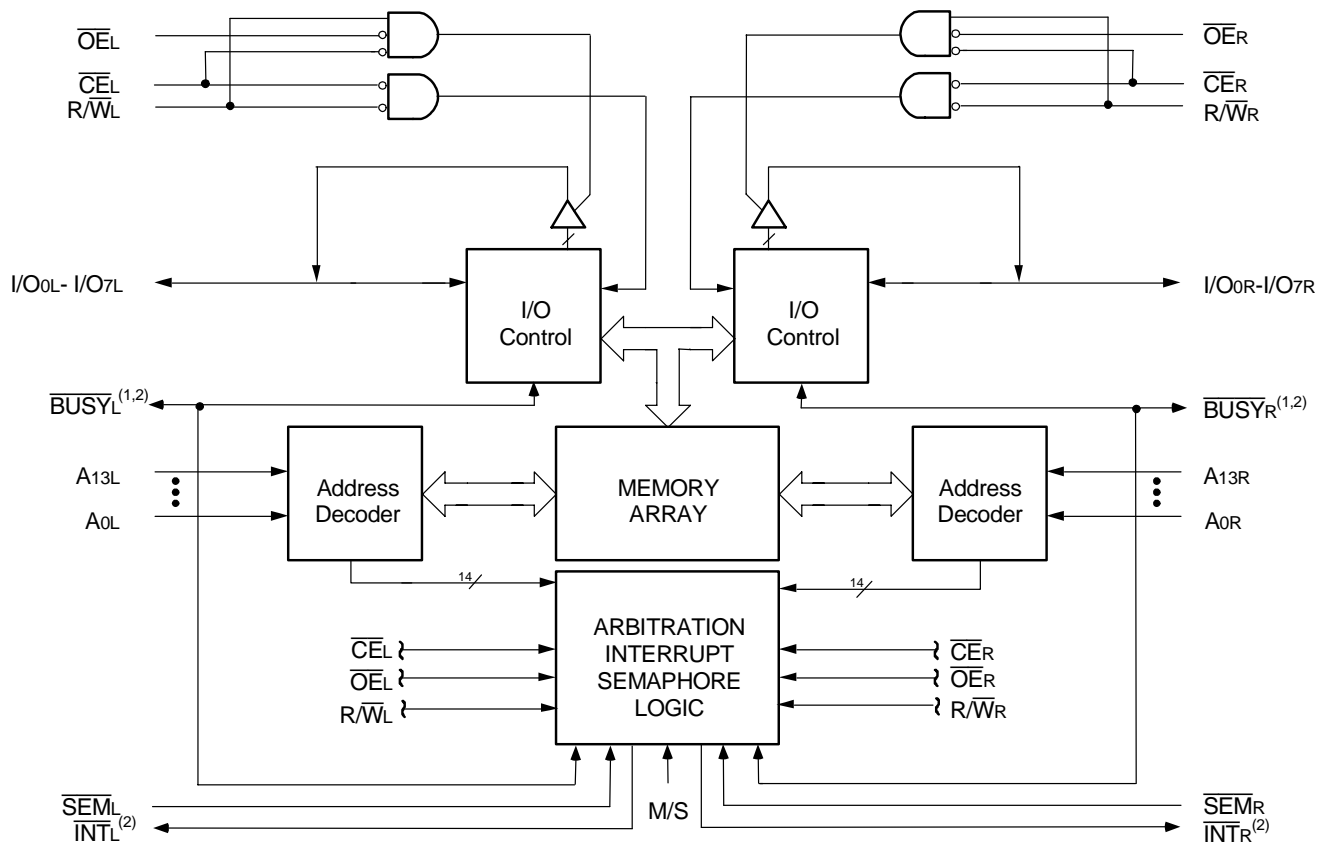 OEL
OER
CEL
CER
R/WL
R/WR
I/O0L- I/O7L
I/O
Control
I/O
Control
I/O0R-I/O7R
BUSYL(1,2)
BUSYR(1,2)
A13L
A0L
Address
Decoder
MEMORY
ARRAY
Address
Decoder
A13R
A0R
14
14
ARBITRATION
INTERRUPT
SEMAPHORE
LOGIC
CEL
OEL
R/WL
CER
OER
R/WR
SEML
INTL(2)
M/S
SEMR
INTR(2)